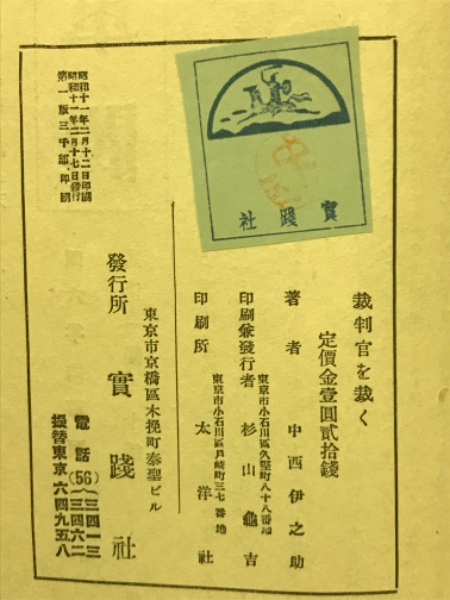 實踐社
裁判官を裁く
定價金壹圓貳拾錢
著者 中西伊之助
東京市小石川區久堅町八十八番地
印刷兼發行者 杉山龜吉
東京市小石川區戶崎町三七番地
印刷所 太洋社
東京市京橋區木挽町泰聖ビル
發行所 實踐社
電話(56)三四一三
三四六二
振替東京六四九五八
昭和十一年二月十二日印刷
昭和十一年二月十七日發行
第一版三千部印刷